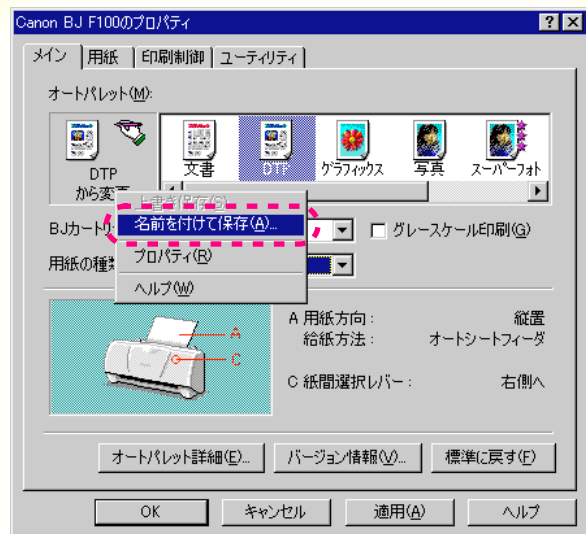 Canon BJ F100のプロパティ
メイン 用紙 印刷制御 ユーティリティ
オートパレット(M):
DTP
から変更
文書 DTP グラフィックス 写真 スーパーフォト
上書き保存(S)
名前を付けて保存(A)...
プロパティ(R)
ヘルプ(W)
BJカートリ
グレースケール印刷(G)
用紙の種類
A
C
A 用紙方向: 縦置
給紙方法: オートシートフィーダ
C 紙間選択レバー: 右側へ
オートパレット詳細(E)... バージョン情報(V)... 標準に戻す(F)
OK キャンセル 適用(A) ヘルプ